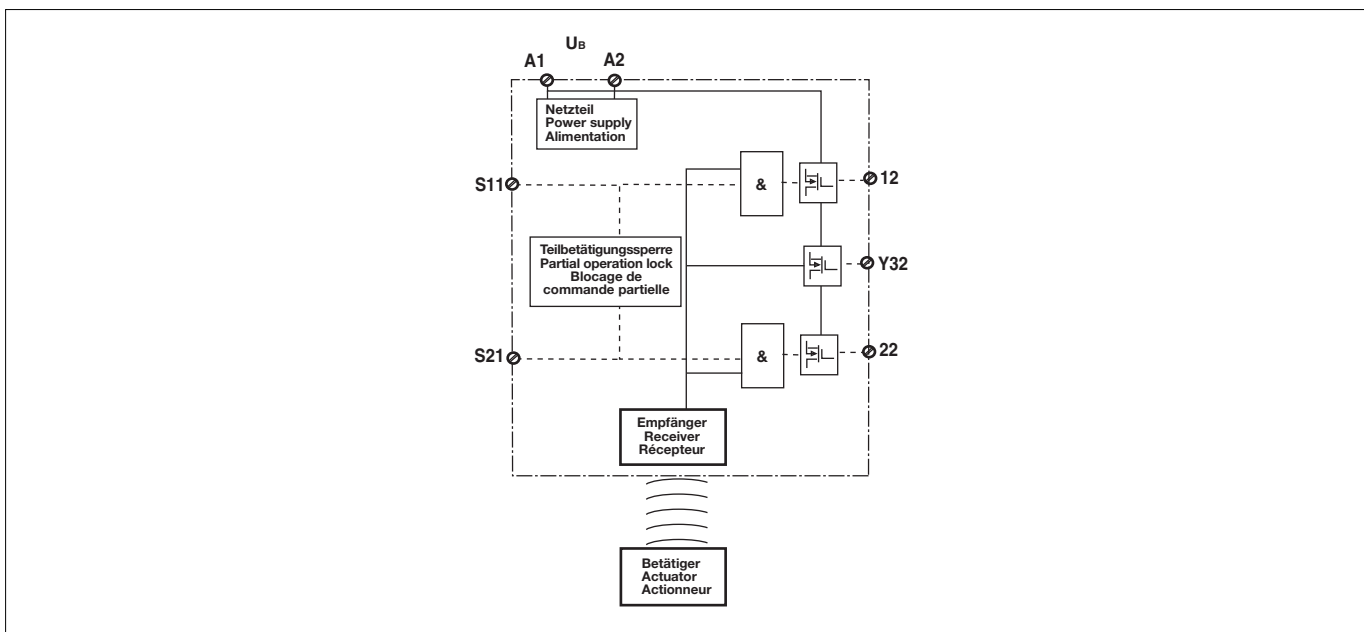 UB
A1 A2
Netzteil
Power supply
Alimentation
S11 & 12
Teilbetätigungssperre
Partial operation lock
Blocage de
commande partielle
Y32
S21 & 22
Empfänger
Receiver
Récepteur
Betätiger
Actuator
Actionneur